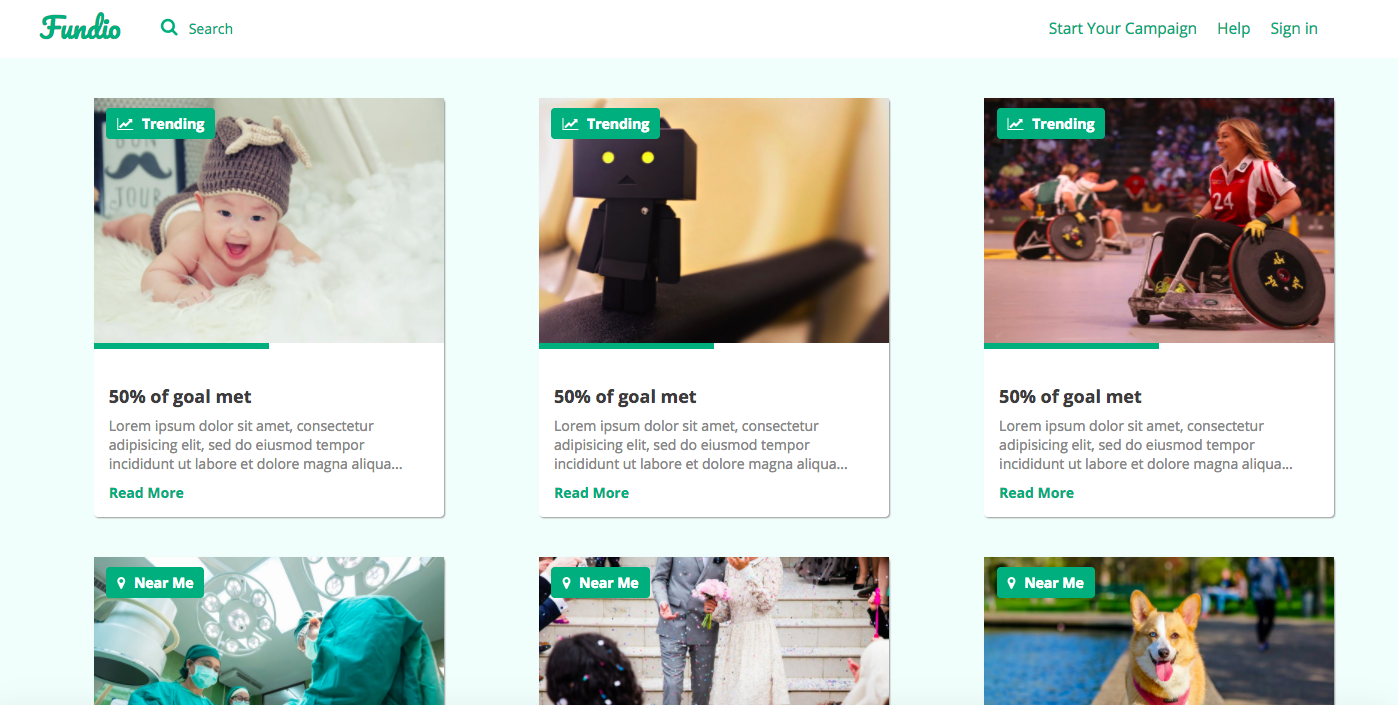 Fundio
Search
Start Your Campaign
Help
Sign in
Trending
JOUR
50% of goal met
Lorem ipsum dolor sit amet, consectetur
adipisicing elit, sed do eiusmod tempor
incididunt ut labore et dolore magna aliqua...
Read More
Trending
50% of goal met
Lorem ipsum dolor sit amet, consectetur
adipisicing elit, sed do eiusmod tempor
incididunt ut labore et dolore magna aliqua...
Read More
Trending
24
50% of goal met
Lorem ipsum dolor sit amet, consectetur
adipisicing elit, sed do eiusmod tempor
incididunt ut labore et dolore magna aliqua...
Read More
Near Me
Near Me
Near Me